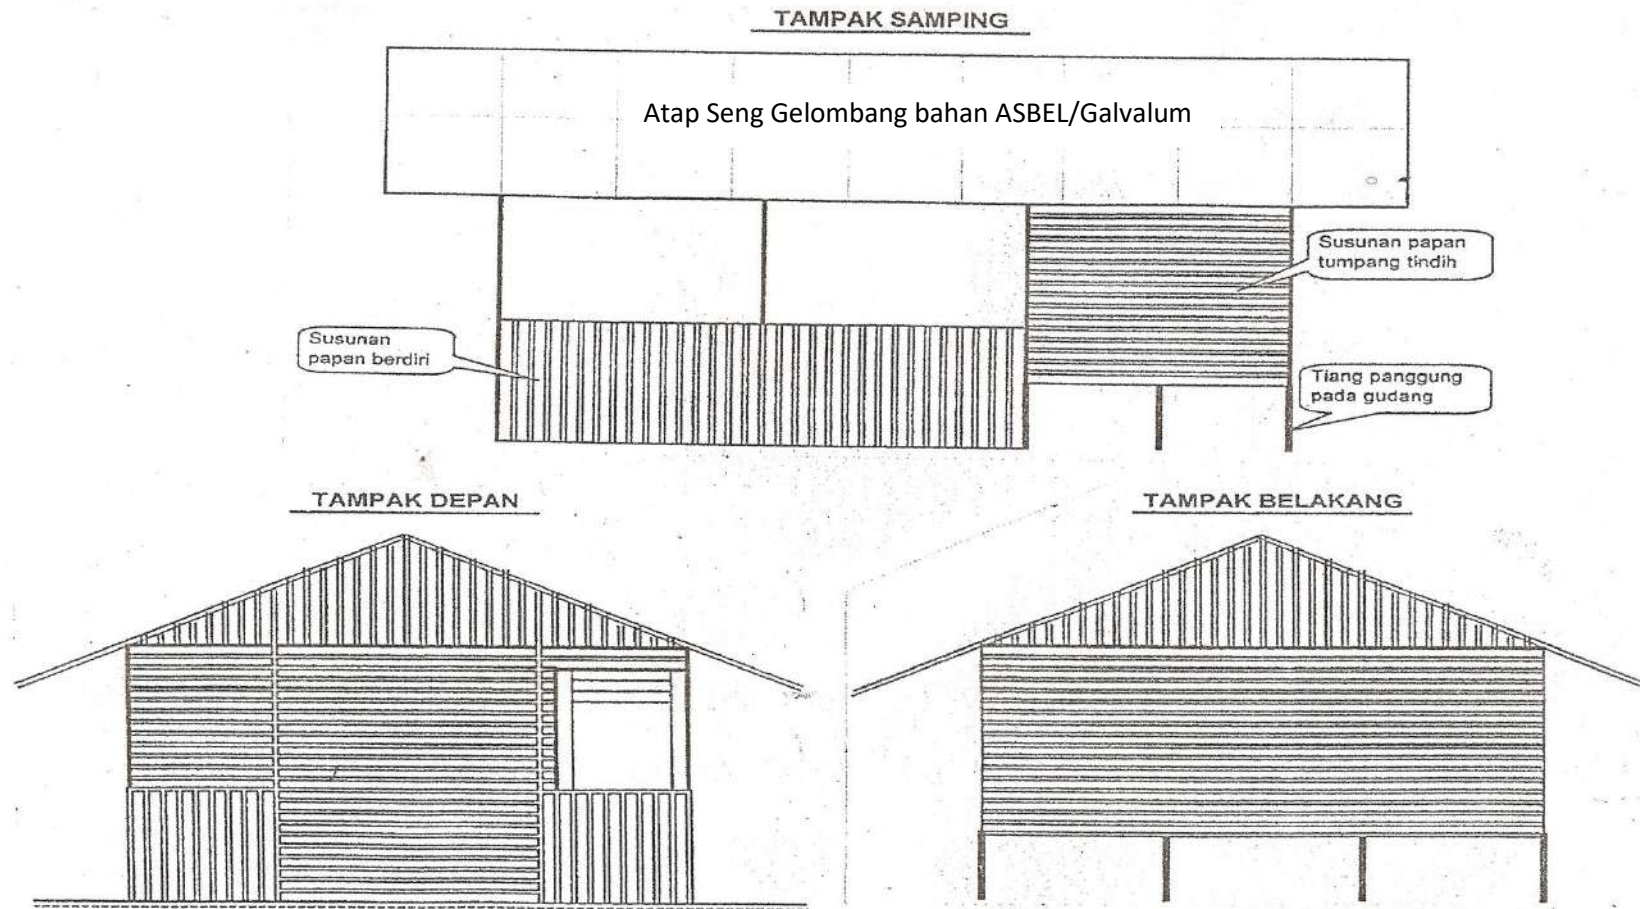 TAMPAK SAMPING
Atap Seng Gelombang bahan ASBEL/Galvalum
Susunan papan
tumpang tindih
Susunan
papan berdiri
Tiang panggung
pada gudang
TAMPAK DEPAN
TAMPAK BELAKANG